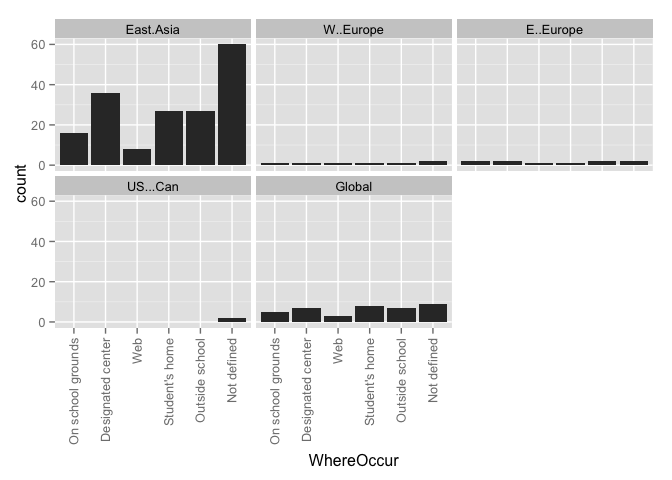 East.Asia
W..Europe
E..Europe
60
40
20
0
US...Can
Global
60
40
20
0
count
On school grounds
Designated center
Web
Student's home
Outside school
Not defined
On school grounds
Designated center
Web
Student's home
Outside school
Not defined
WhereOccur